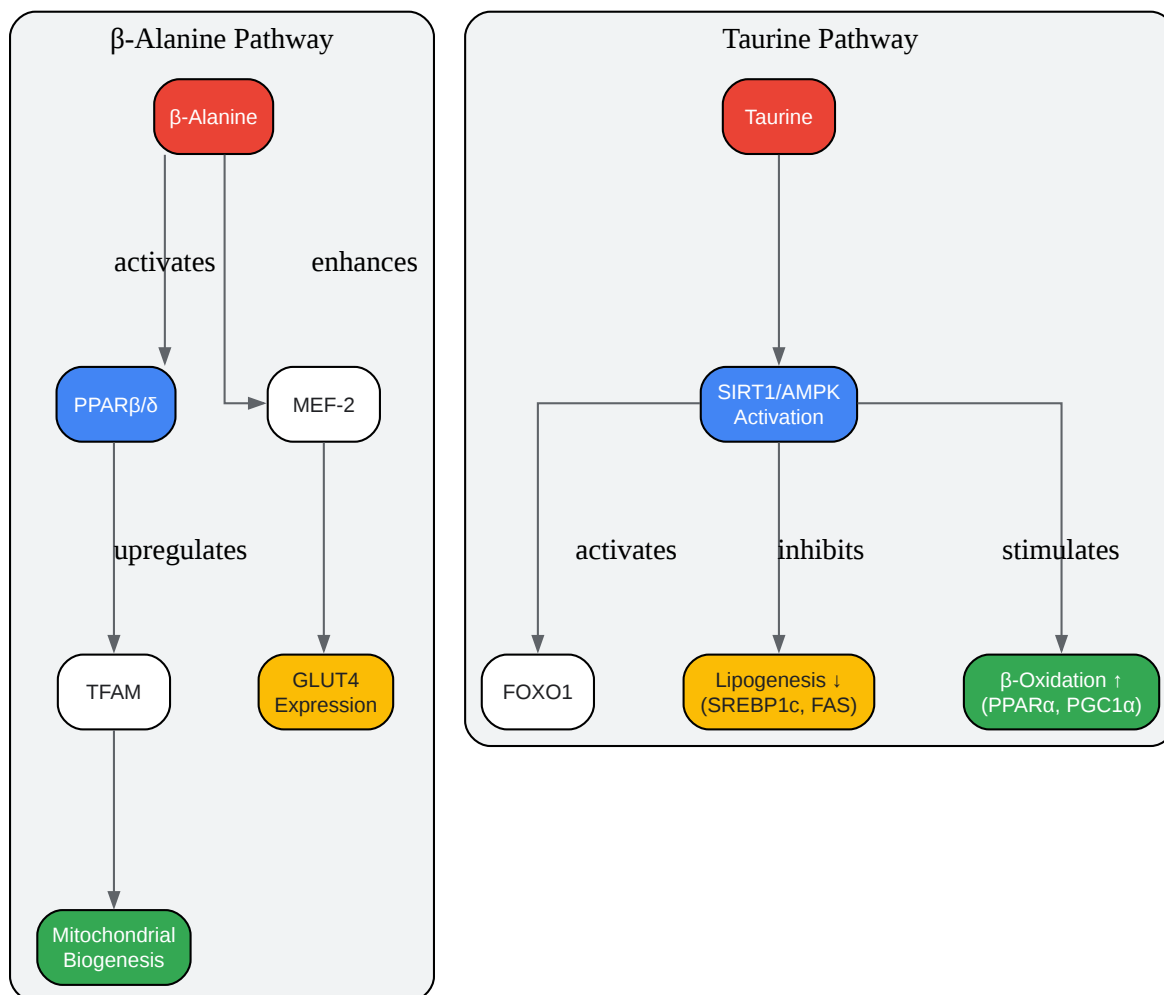 β-Alanine Pathway
β-Alanine
activates
enhances
PPARβ/δ
MEF-2
upregulates
TFAM
GLUT4
Expression
Mitochondrial
Biogenesis
Taurine Pathway
Taurine
SIRT1/AMPK
Activation
activates
inhibits
stimulates
FOXO1
Lipogenesis ↓
(SREBP1c, FAS)
β-Oxidation ↑
(PPARα, PGC1α)